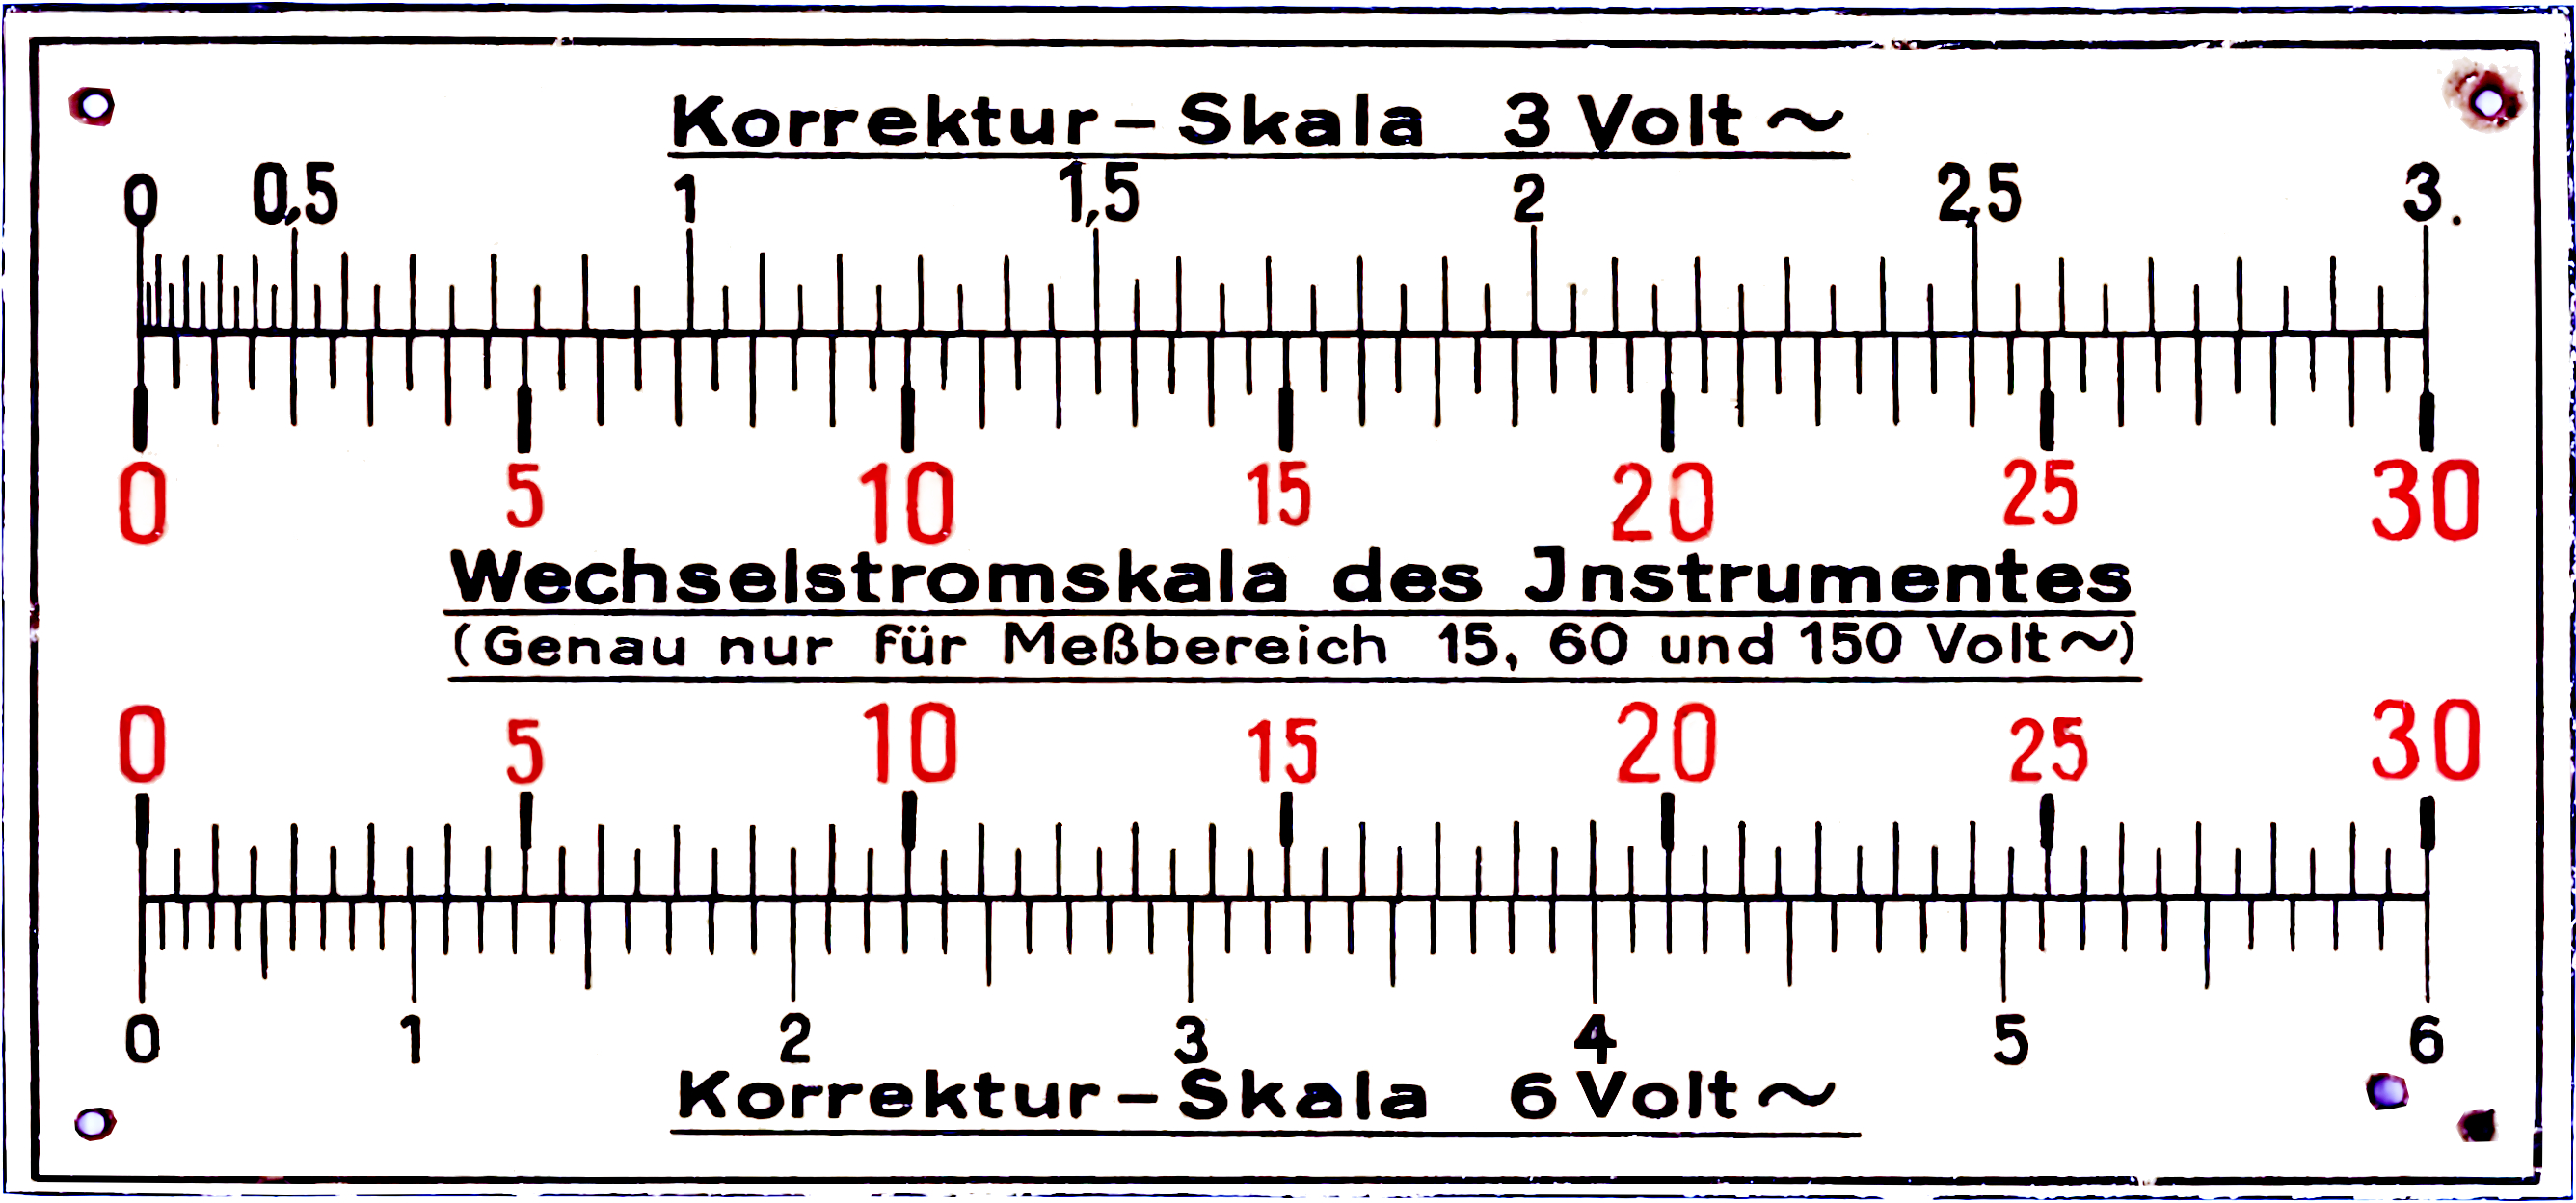 Korrektur – Skala 3 Volt ~
0 0,5 1 1,5 2 2,5 3.
0 5 10 15 20 25 30
Wechselstromskala des Jnstrumentes
(Genau nur für Meßbereich 15, 60 und 150 Volt ~)
0 5 10 15 20 25 30
0 1 2 3 4 5 6
Korrektur – Skala 6 Volt ~